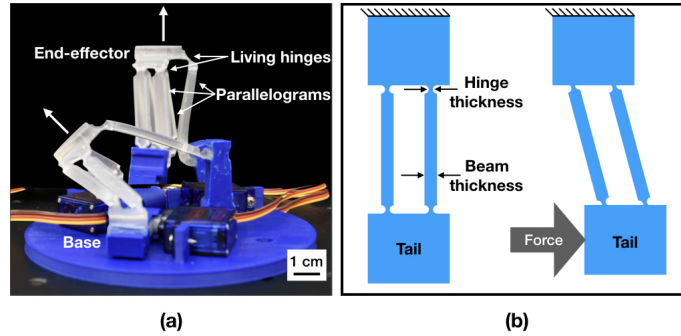 End-effector
Living hinges
Parallelograms
Base
1 cm
(a)
Hinge
thickness
Beam
thickness
Tail
Force
Tail
(b)